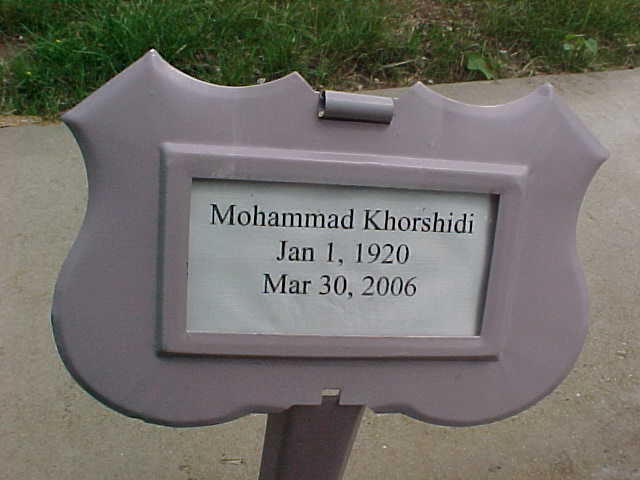 Mohammad Khorshidi
Jan 1, 1920
Mar 30, 2006